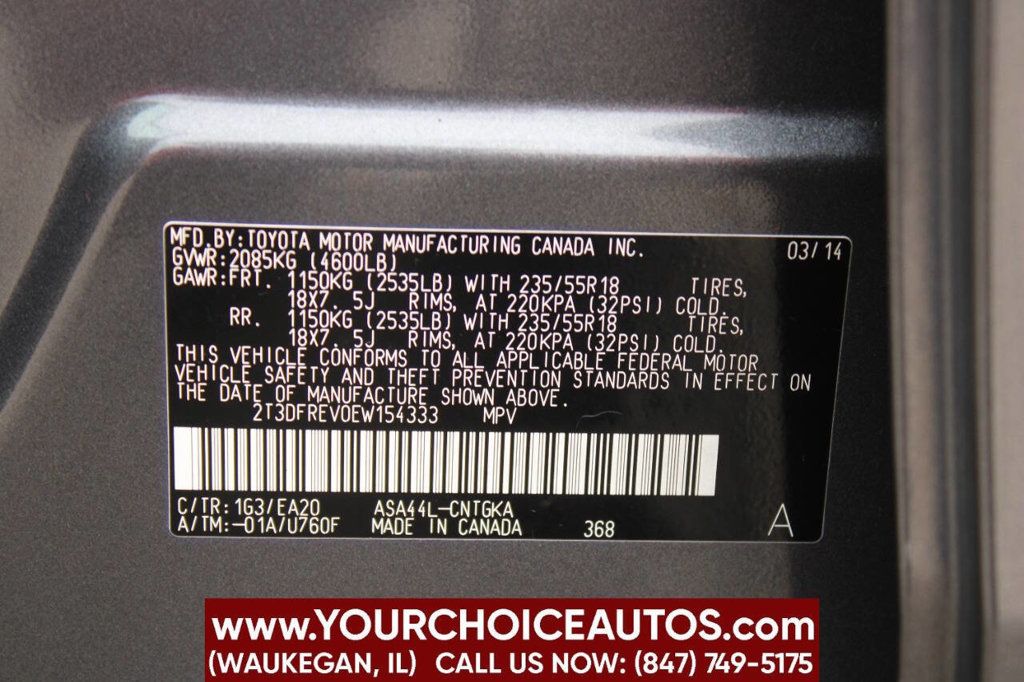 MFD.BY:TOYOTA MOTOR MANUFACTURING CANADA INC. 03/14
GVWR:2085KG (4600LB)
GAWR:FRT. 1150KG (2535LB) WITH 235/55R18 TIRES,
18X7. 5J RIMS, AT 220KPA (32PSI) COLD.
RR. 1150KG (2535LB) WITH 235/55R18 TIRES,
18X7. 5J RIMS, AT 220KPA (32PSI) COLD.
THIS VEHICLE CONFORMS TO ALL APPLICABLE FEDERAL MOTOR
VEHICLE SAFETY AND THEFT PREVENTION STANDARDS IN EFFECT ON
THE DATE OF MANUFACTURE SHOWN ABOVE.
2T3DFREV0EW154333 MPV
C/TR:1G3/EA20 ASA44L-CNTGKA
A/TM:-01A/U760F MADE IN CANADA 368 A
www.YOURCHOICEAUTOS.com
(WAUKEGAN, IL) CALL US NOW: (847) 749-5175